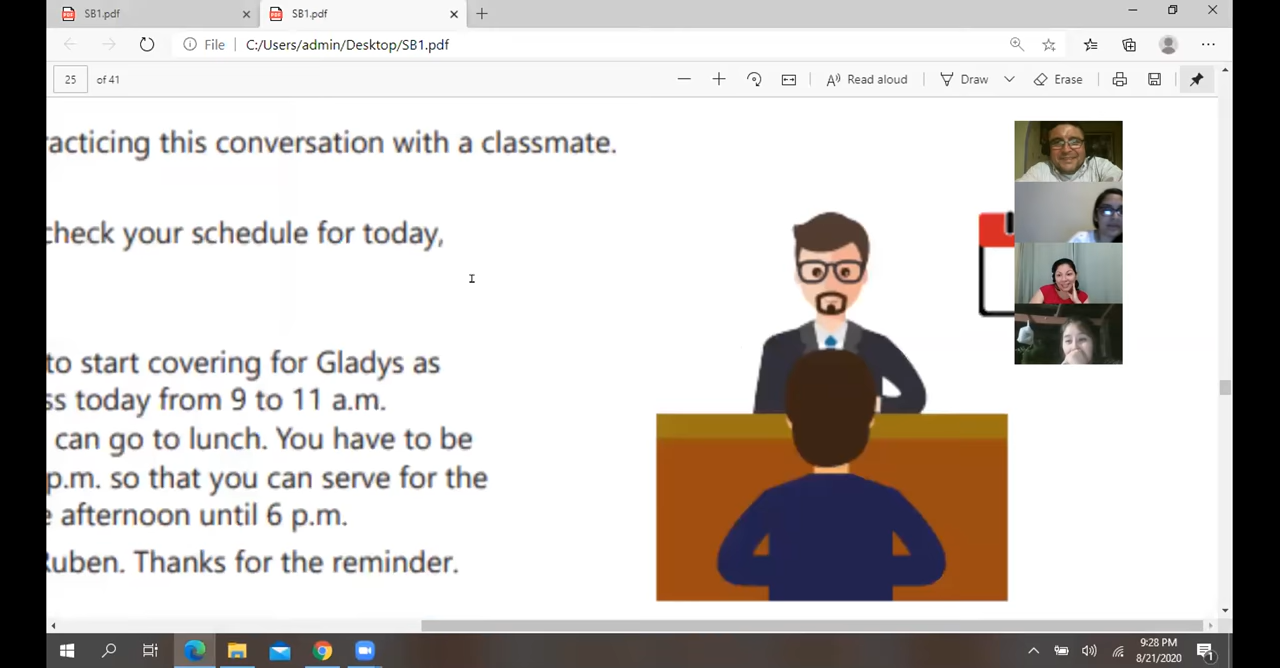 SB1.pdf
SB1.pdf
File
C:/Users/admin/Desktop/SB1.pdf
25 of 41
Read aloud
Draw
Erase
racticing this conversation with a classmate.
check your schedule for today,
to start covering for Gladys as
ss today from 9 to 11 a.m.
can go to lunch. You have to be
p.m. so that you can serve for the
e afternoon until 6 p.m.
Ruben. Thanks for the reminder.
9:28 PM
8/21/2020
1